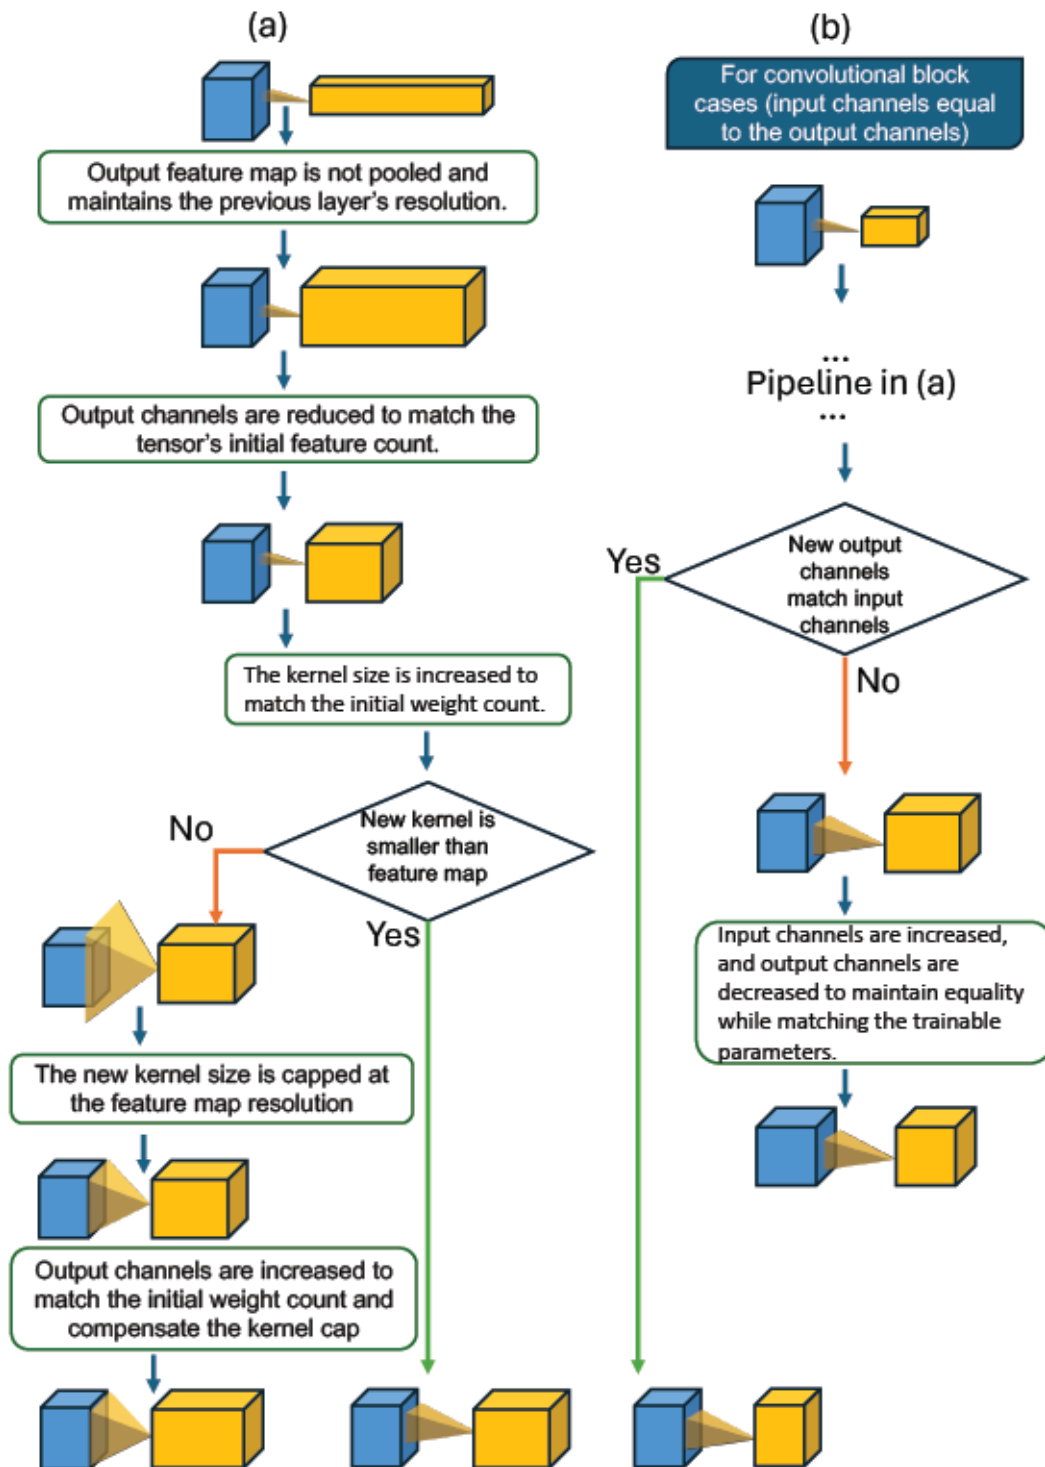 (a)
Output feature map is not pooled and
maintains the previous layer's resolution.
Output channels are reduced to match the
tensor's initial feature count.
The kernel size is increased to
match the initial weight count.
New kernel is
smaller than
feature map
No
Yes
The new kernel size is capped at
the feature map resolution
Output channels are increased to
match the initial weight count and
compensate the kernel cap
(b)
For convolutional block
cases (input channels equal
to the output channels)
...
Pipeline in (a)
...
New output
channels
match input
channels
Yes
No
Input channels are increased,
and output channels are
decreased to maintain equality
while matching the trainable
parameters.